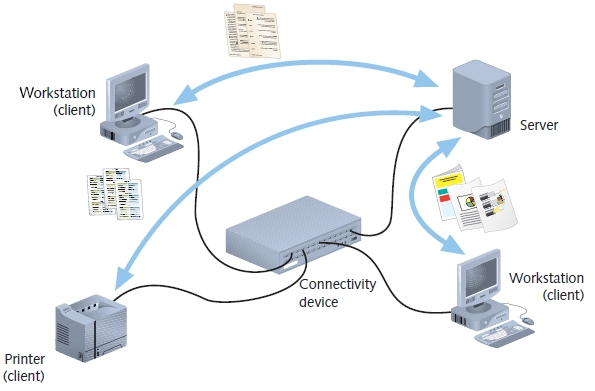 Workstation
(client)
Server
Connectivity
device
Workstation
(client)
Printer
(client)